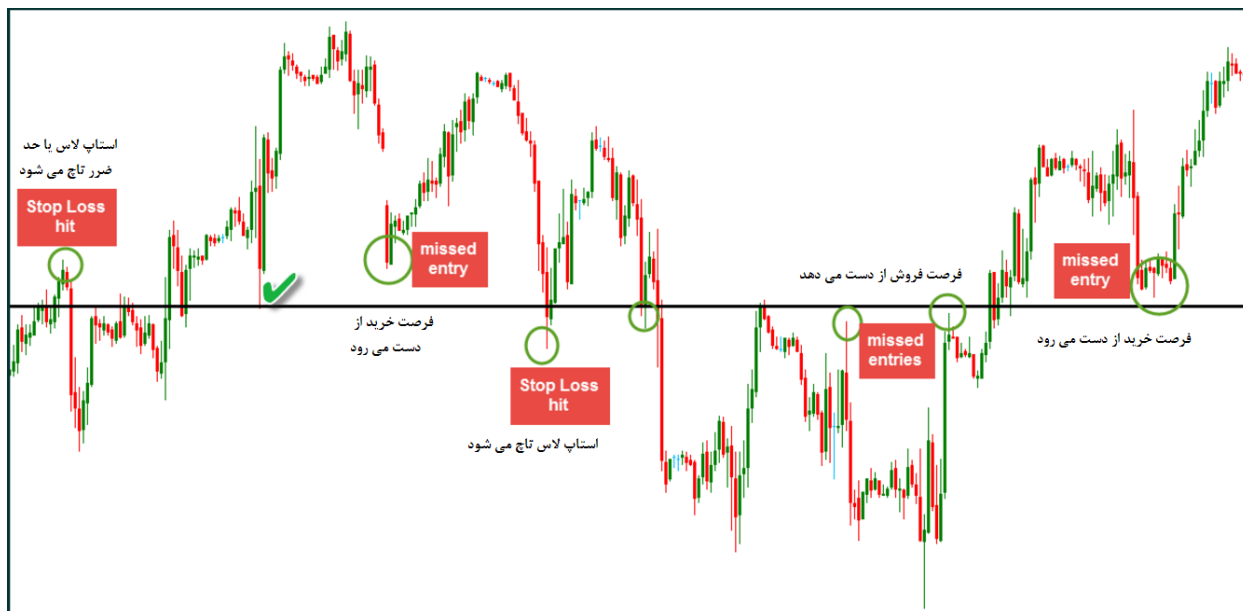 استاپ لاس یا حد
ضرر تاچ می شود
Stop Loss
hit
missed
entry
فرصت خرید از
دست می رود
Stop Loss
hit
استاپ لاس تاچ می شود
فرصت فروش از دست می دهد
missed
entries
missed
entry
فرصت خرید از دست می رود